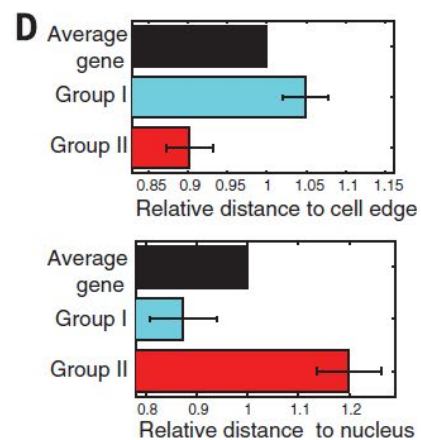 D
Average
gene
Group I
Group II
0.85 0.9 0.95 1 1.05 1.1 1.15
Relative distance to cell edge
Average
gene
Group I
Group II
0.8 0.9 1 1.1 1.2
Relative distance to nucleus